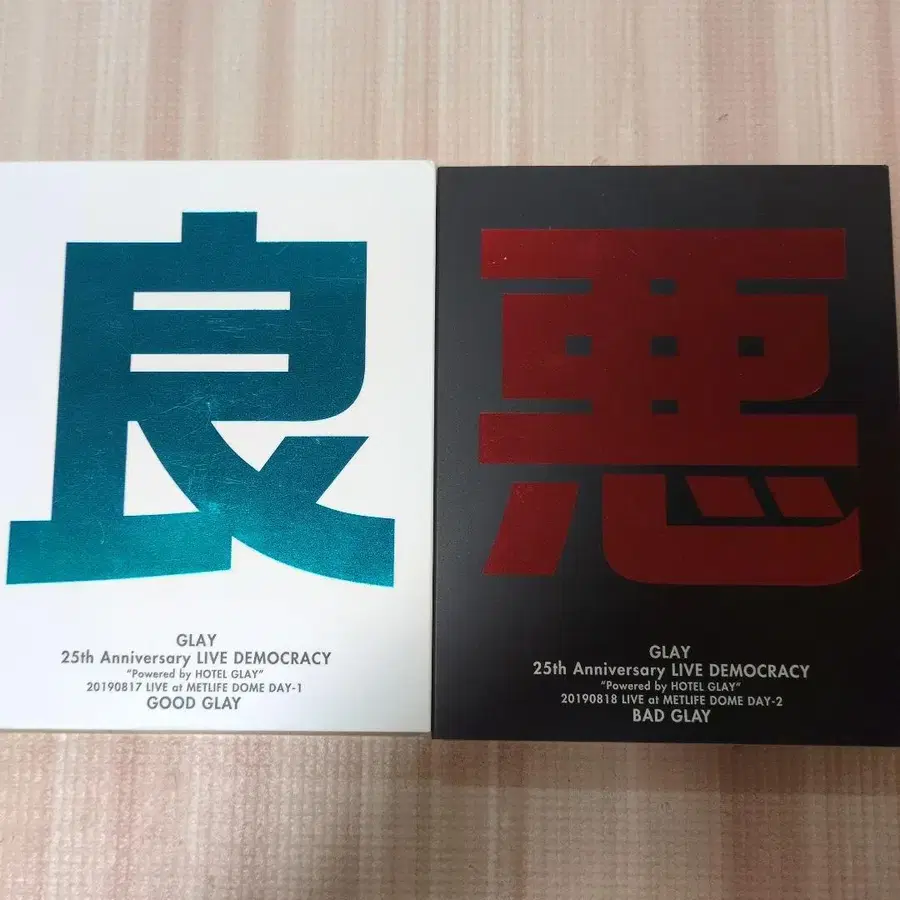 良
GLAY
25th Anniversary LIVE DEMOCRACY
"Powered by HOTEL GLAY"
20190817 LIVE at METLIFE DOME DAY-1
GOOD GLAY
悪
GLAY
25th Anniversary LIVE DEMOCRACY
"Powered by HOTEL GLAY"
20190818 LIVE at METLIFE DOME DAY-2
BAD GLAY